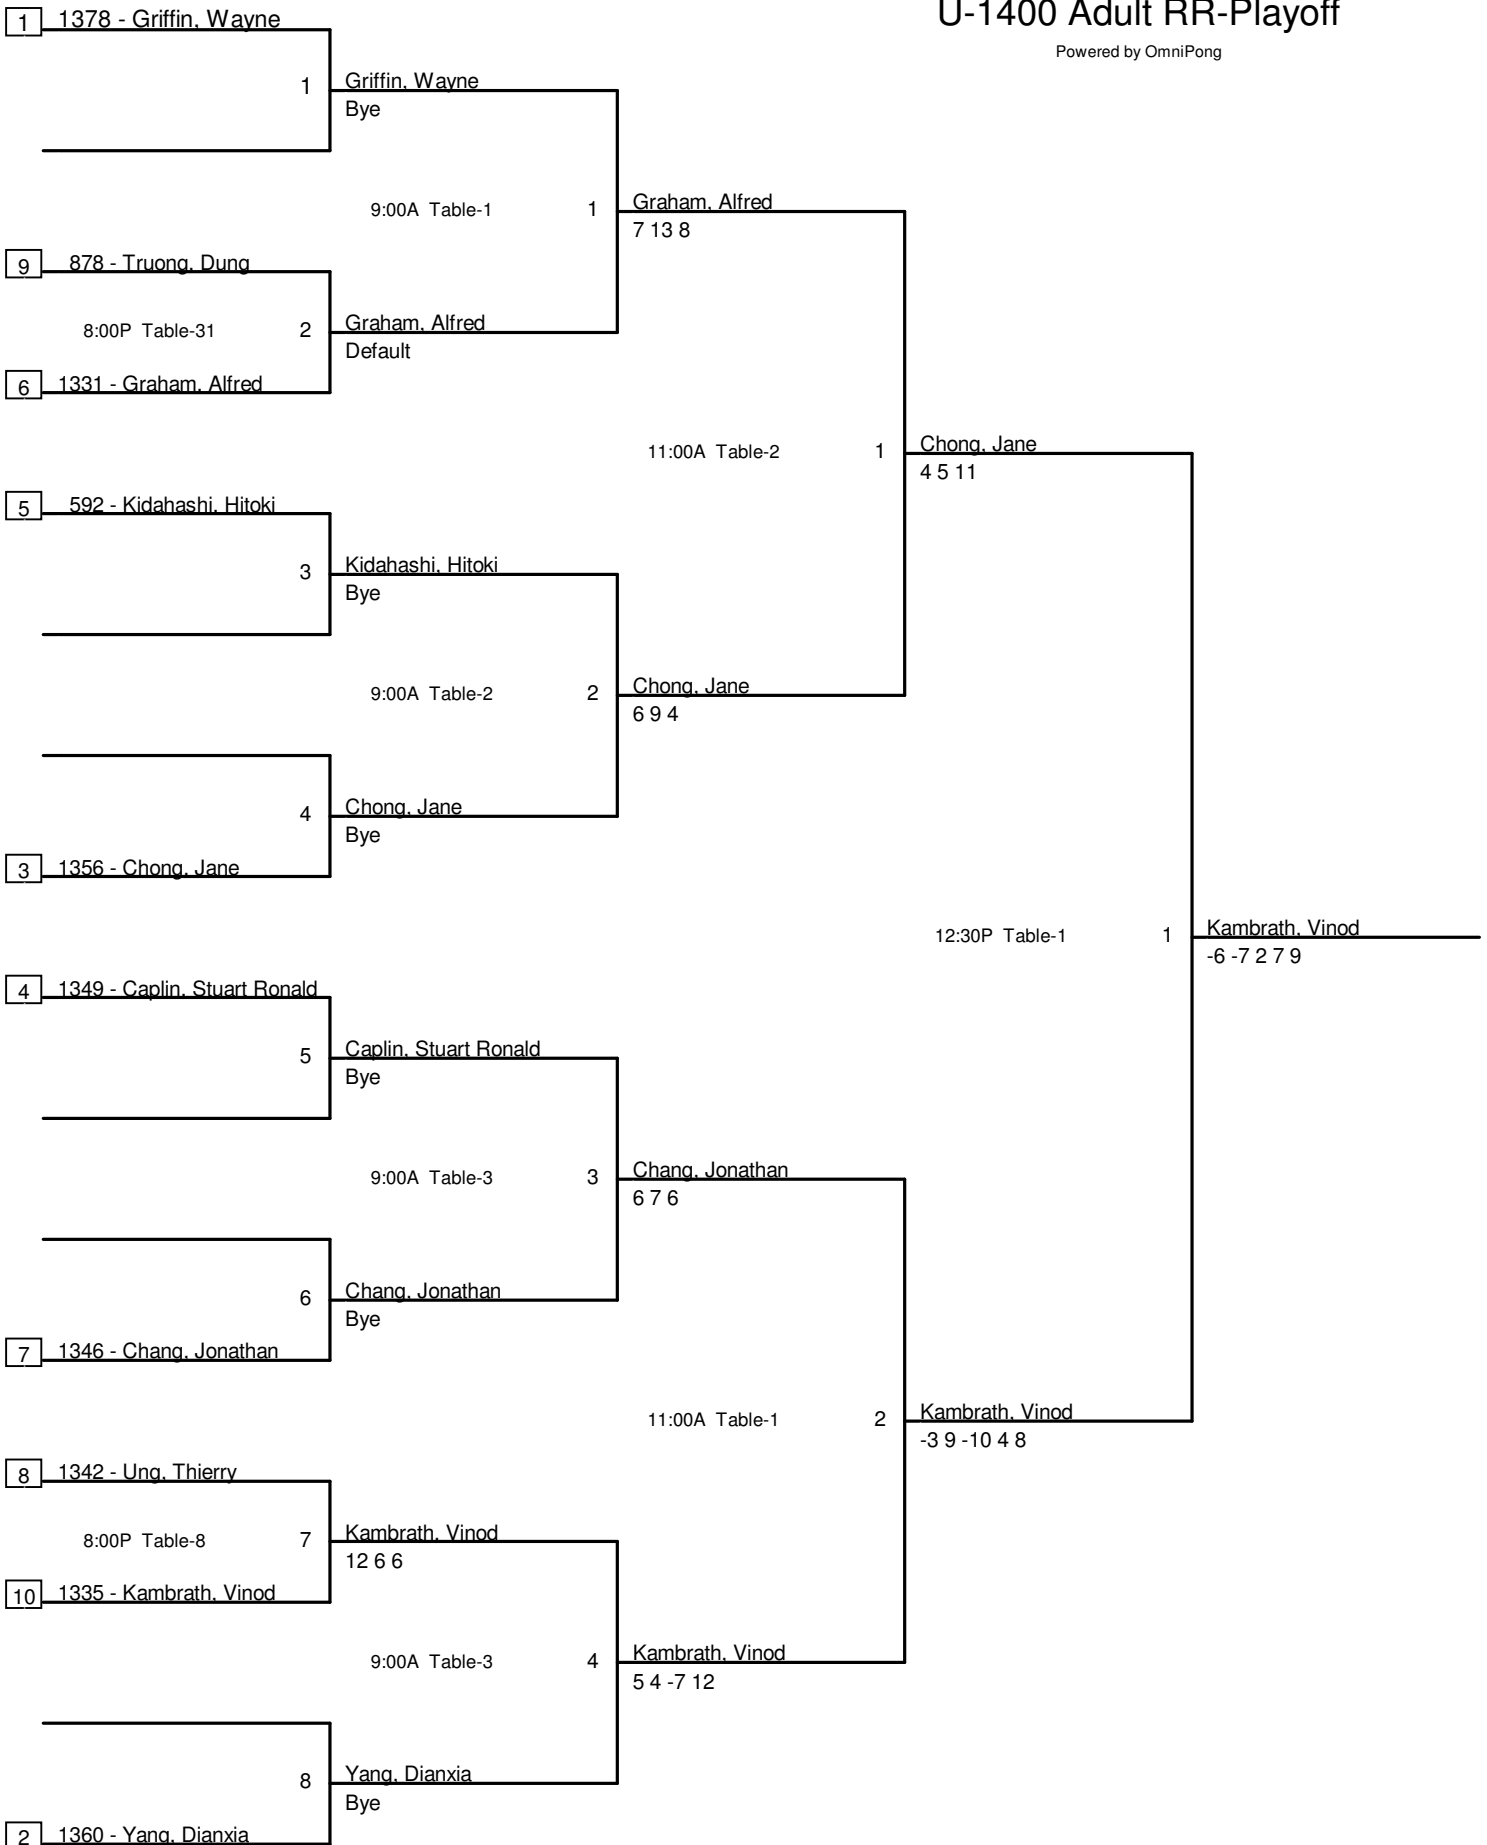 U-1400 Adult RR-Playoff
Powered by OmniPong
1 1378 - Griffin, Wayne
1 Griffin, Wayne
Bye
9:00A Table-1 1 Graham, Alfred
7 13 8
9 878 - Truong, Dung
8:00P Table-31 2 Graham, Alfred
Default
6 1331 - Graham, Alfred
11:00A Table-2 1 Chong, Jane
4 5 11
5 592 - Kidahashi, Hitoki
3 Kidahashi, Hitoki
Bye
9:00A Table-2 2 Chong, Jane
6 9 4
4 Chong, Jane
Bye
3 1356 - Chong, Jane
12:30P Table-1 1 Kambrath, Vinod
-6 -7 2 7 9
4 1349 - Caplin, Stuart Ronald
5 Caplin, Stuart Ronald
Bye
9:00A Table-3 3 Chang, Jonathan
6 7 6
6 Chang, Jonathan
Bye
7 1346 - Chang, Jonathan
11:00A Table-1 2 Kambrath, Vinod
-3 9 -10 4 8
8 1342 - Ung, Thierry
8:00P Table-8 7 Kambrath, Vinod
12 6 6
10 1335 - Kambrath, Vinod
9:00A Table-3 4 Kambrath, Vinod
5 4 -7 12
8 Yang, Dianxia
Bye
2 1360 - Yang, Dianxia